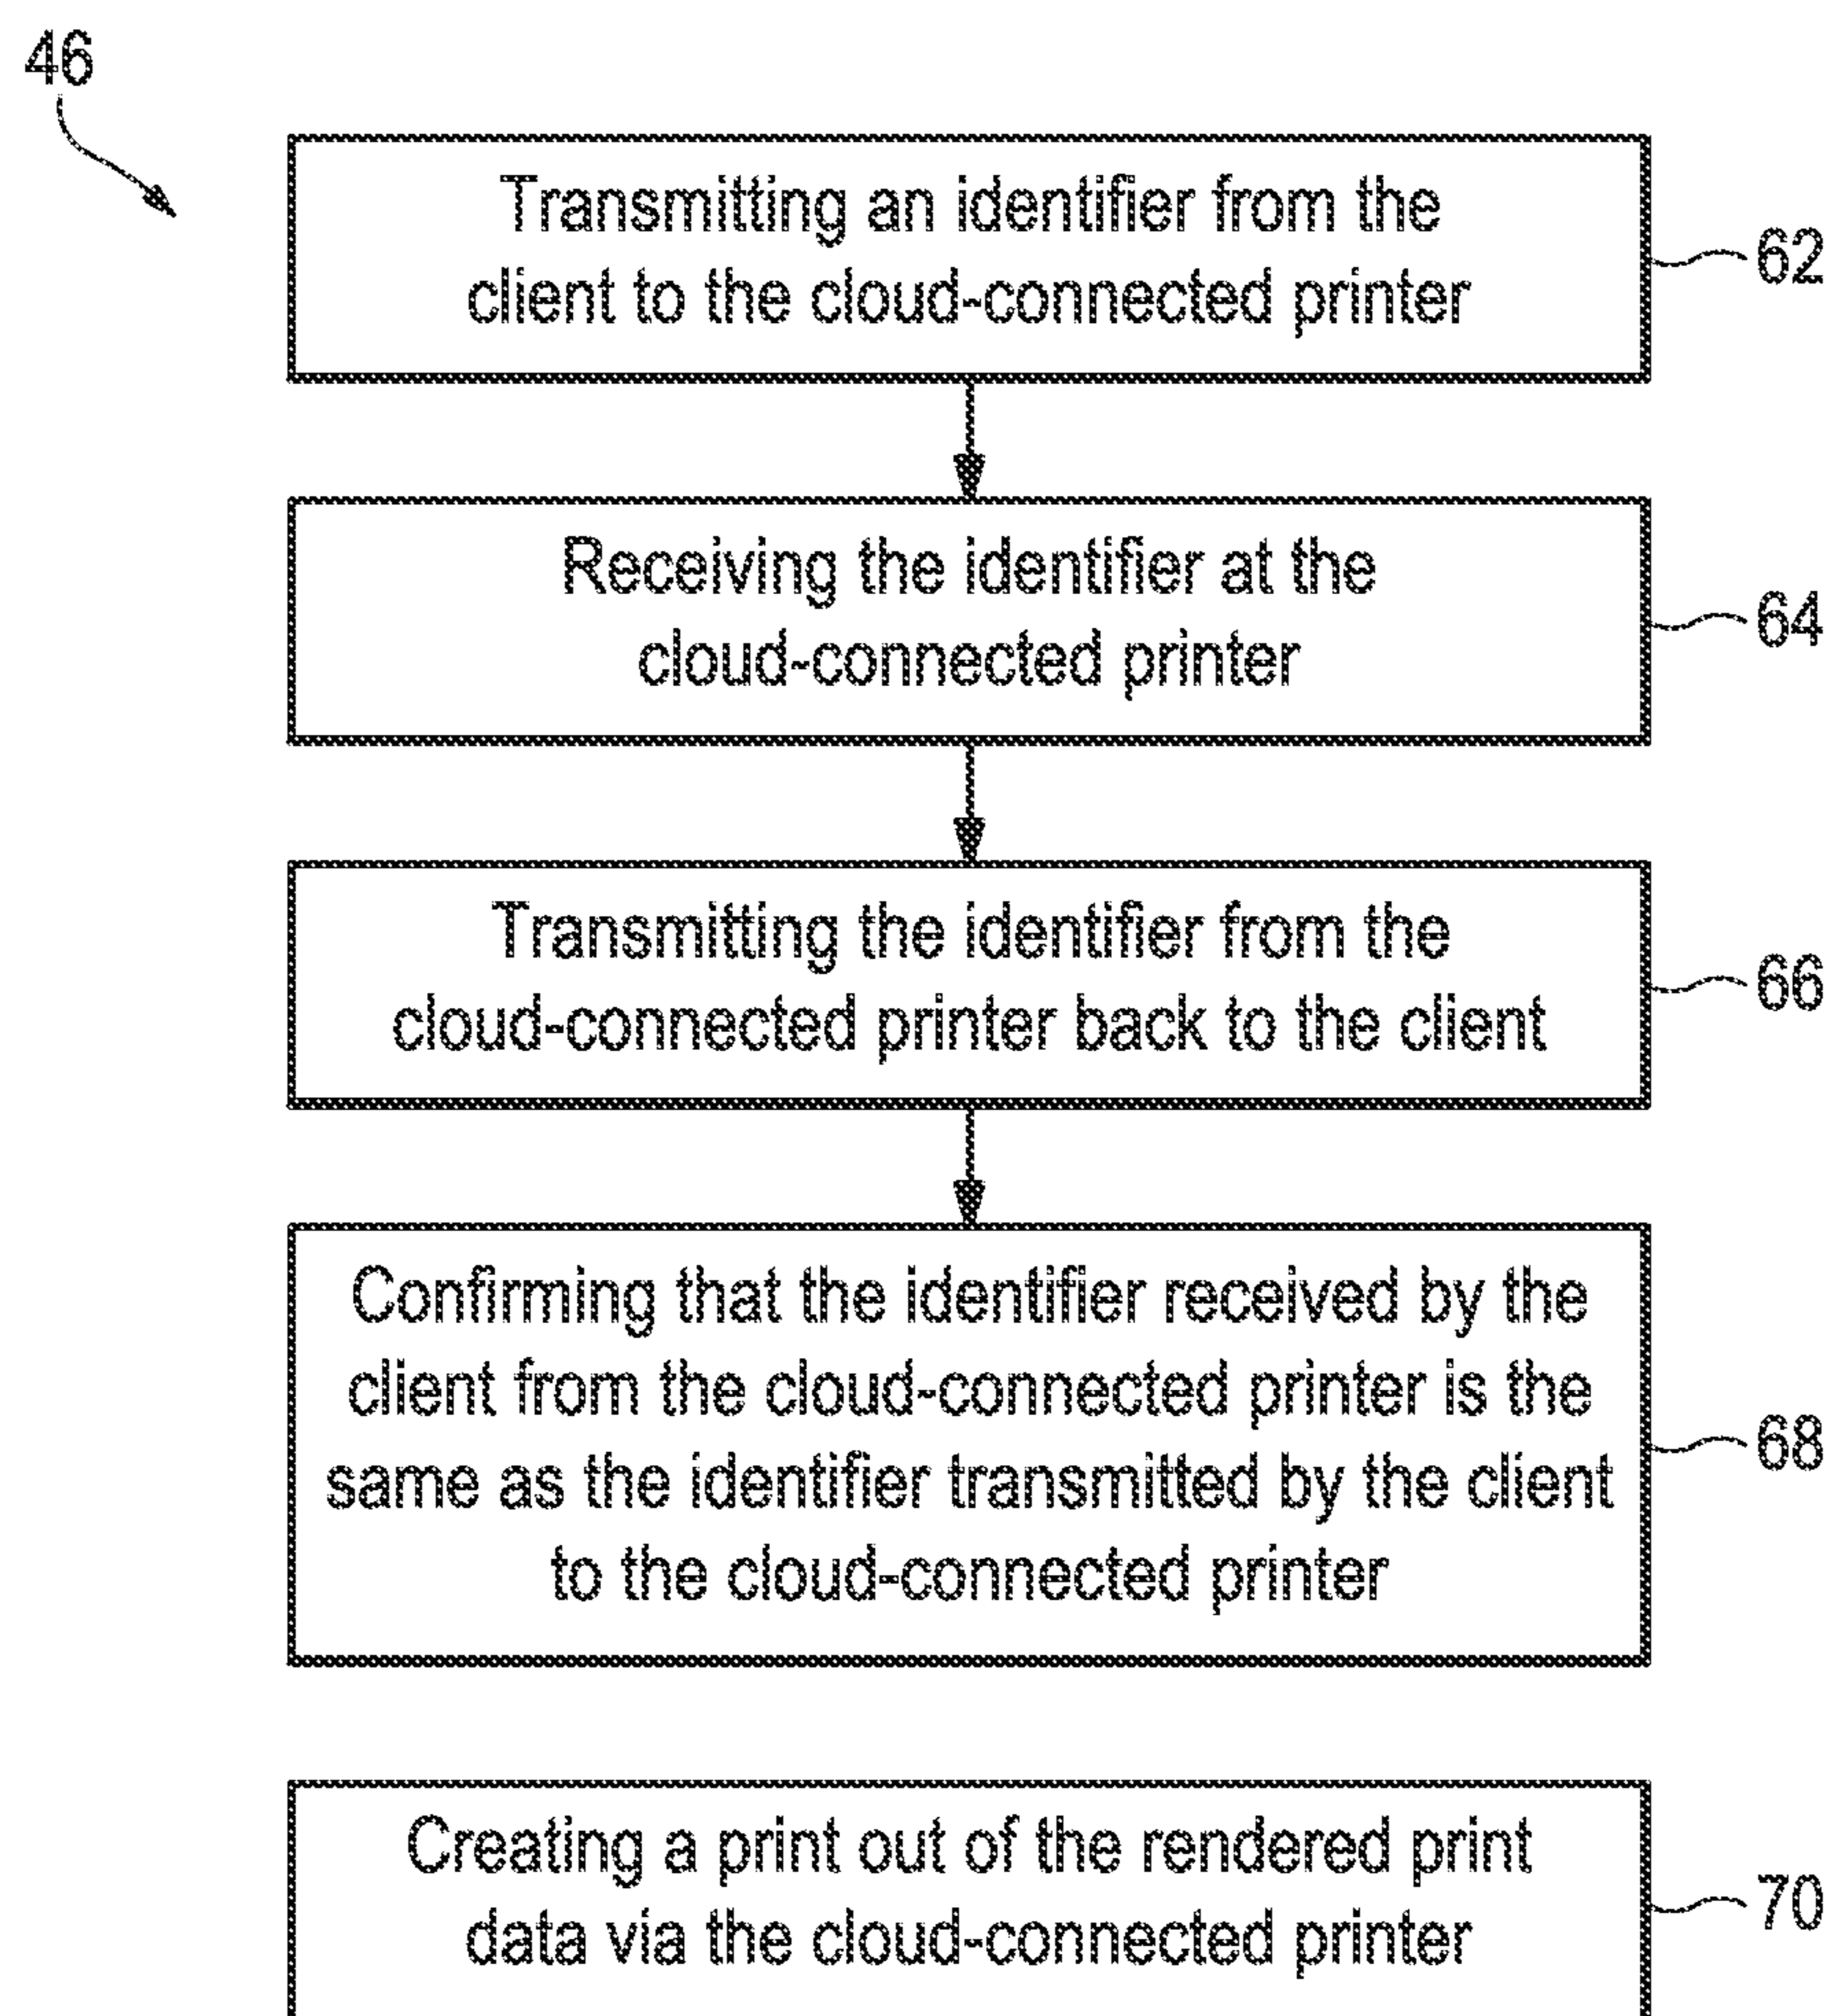 46
Transmitting an identifier from the
client to the cloud-connected printer
62
Receiving the identifier at the
cloud-connected printer
64
Transmitting the identifier from the
cloud-connected printer back to the client
66
Confirming that the identifier received by the
client from the cloud-connected printer is the
same as the identifier transmitted by the client
to the cloud-connected printer
68
Creating a print out of the rendered print
data via the cloud-connected printer
70